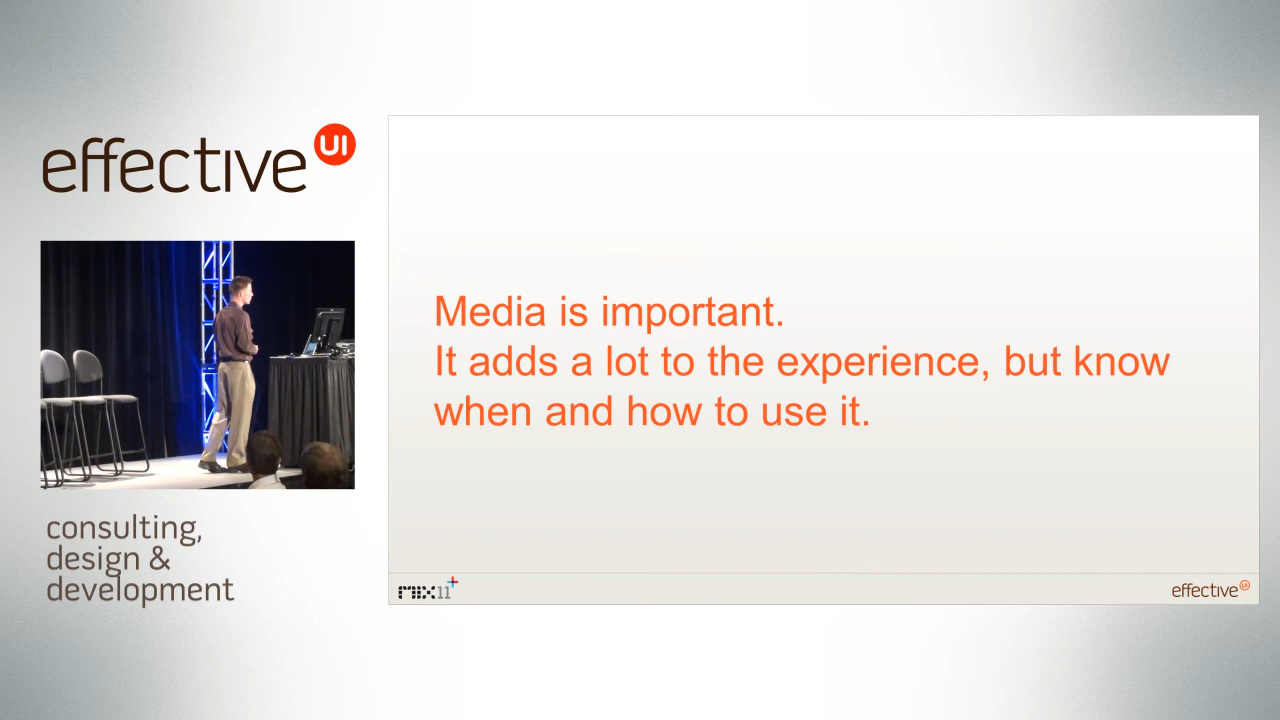 effective UI
consulting,
design &
development
Media is important.
It adds a lot to the experience, but know
when and how to use it.
MIX11
effective UI